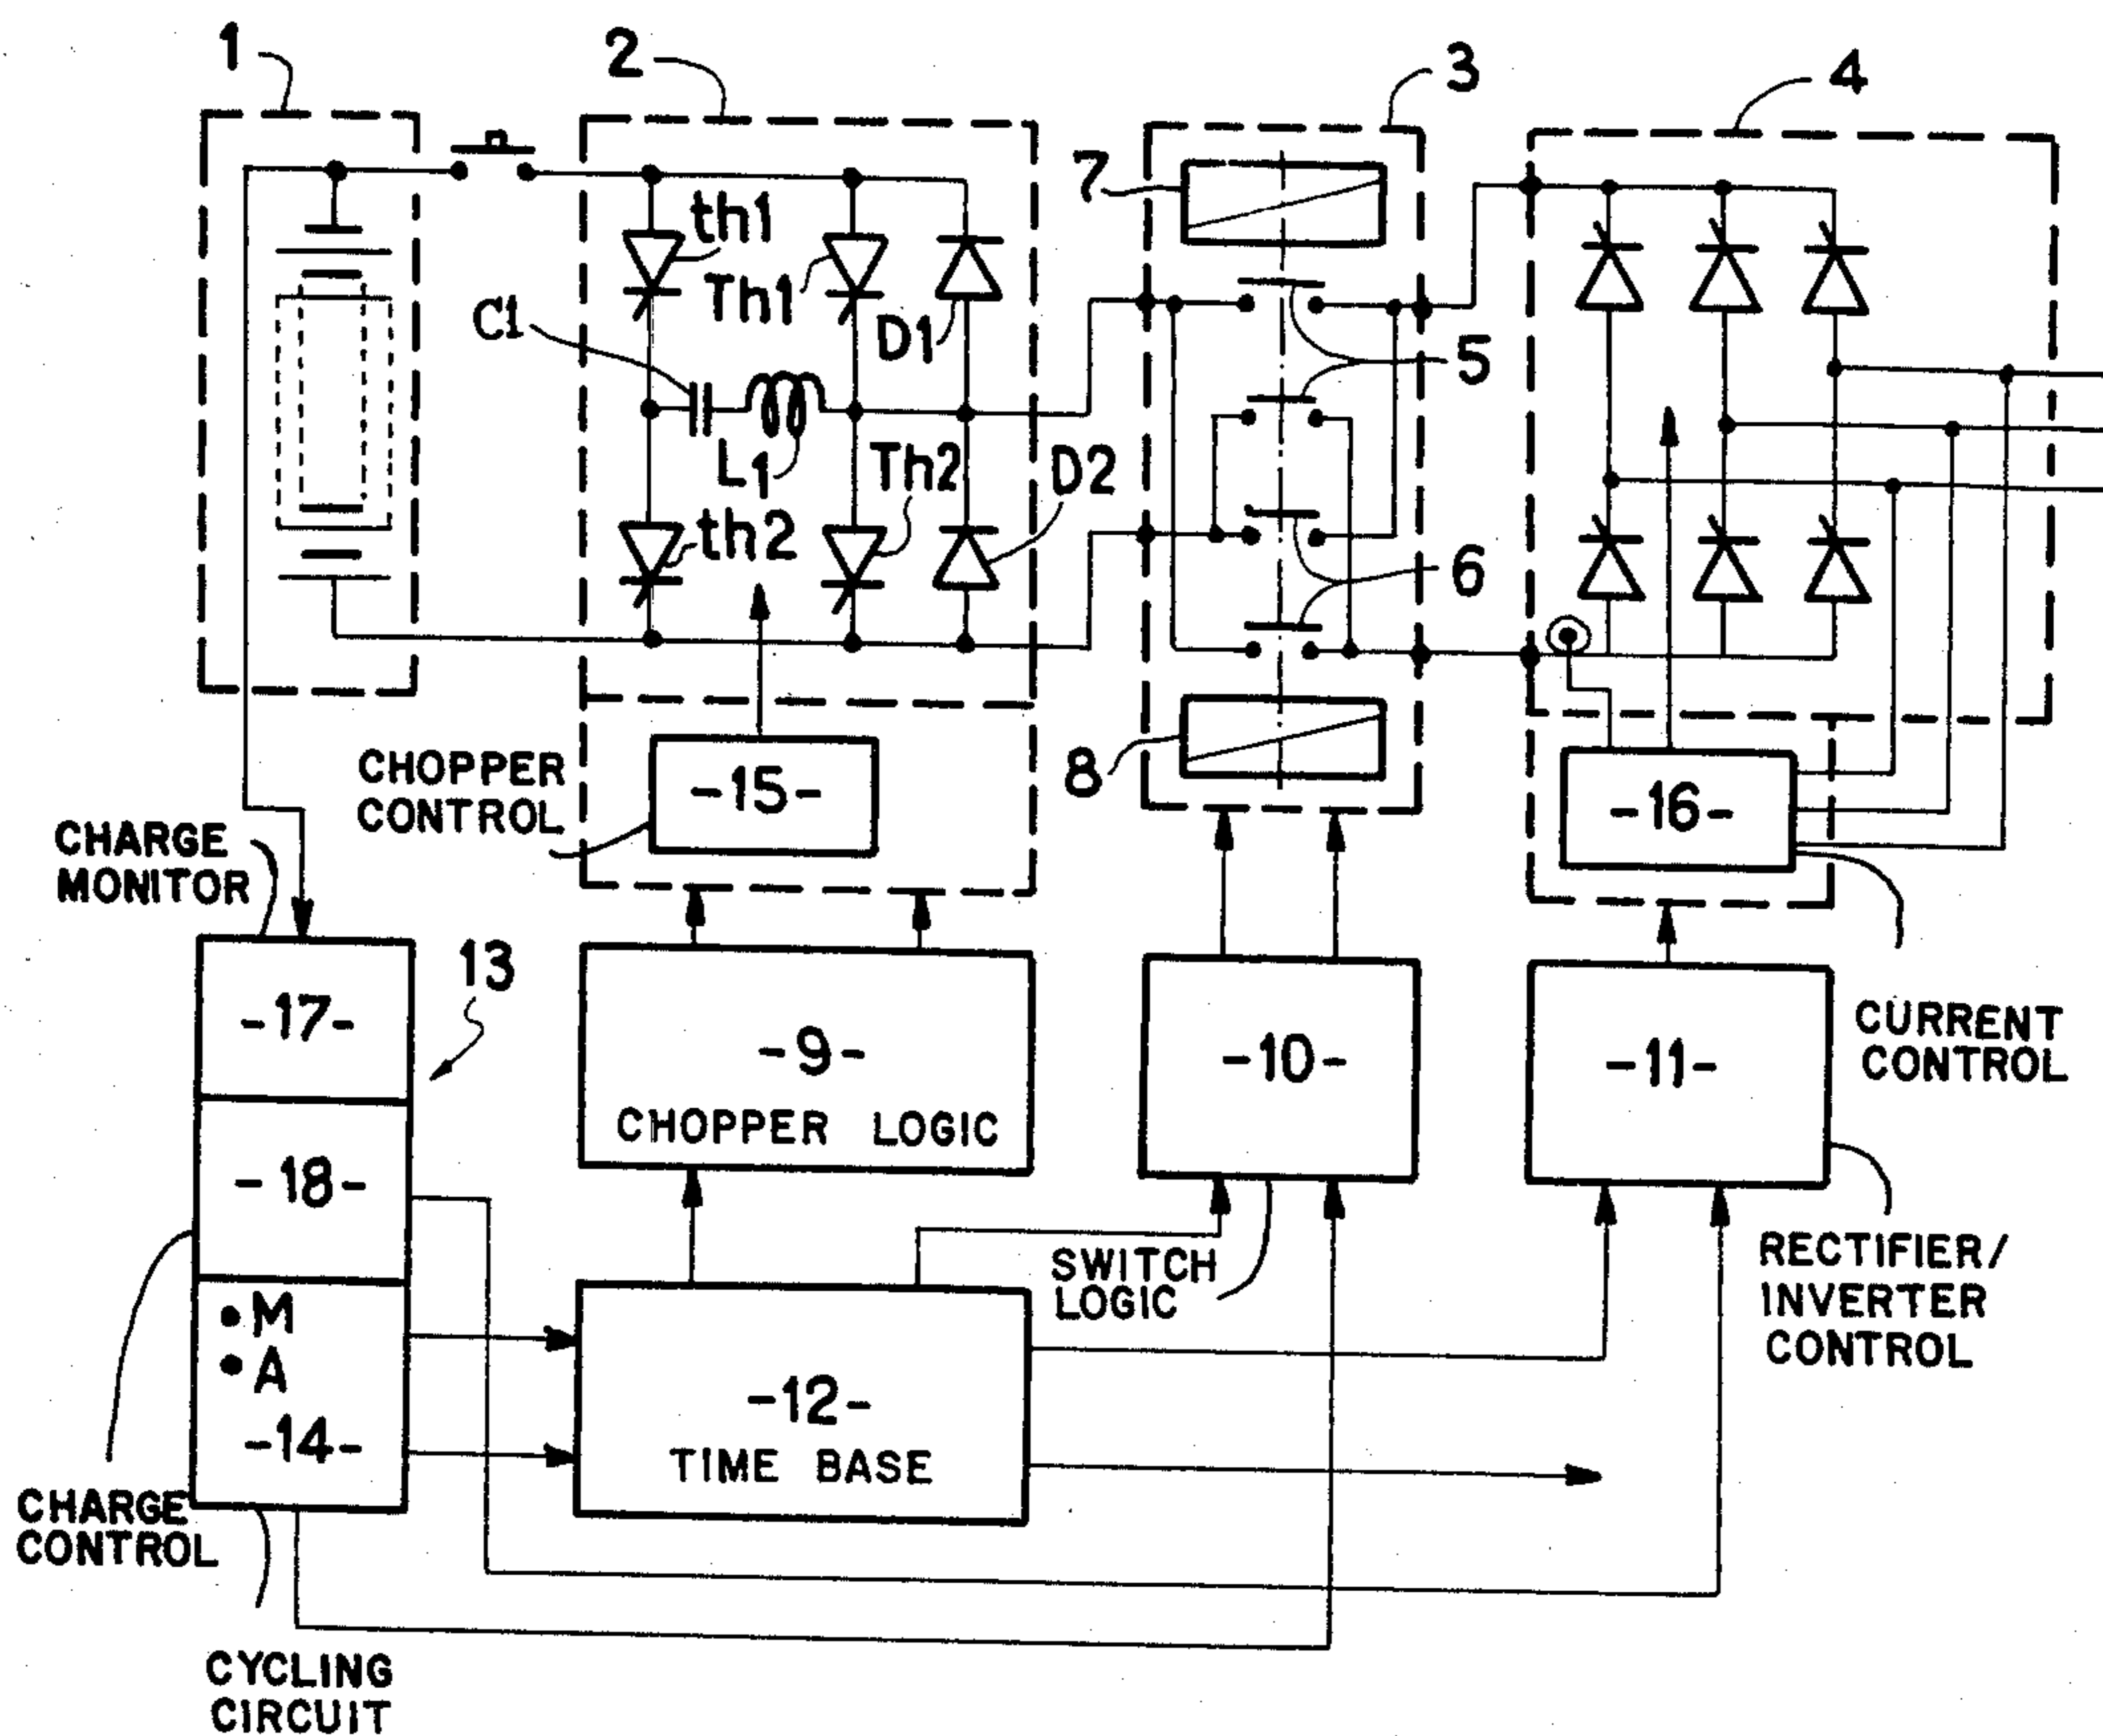 1
2
3
4
th1
Th1
D1
C1
L1
Th2
D2
th2
7
5
6
8
CHOPPER
CONTROL
-15-
-16-
CHARGE
MONITOR
13
-17-
-9-
CHOPPER LOGIC
-10-
-11-
CURRENT
CONTROL
-18-
SWITCH
LOGIC
RECTIFIER/
INVERTER
CONTROL
•M
•A
-14-
-12-
TIME BASE
CHARGE
CONTROL
CYCLING
CIRCUIT